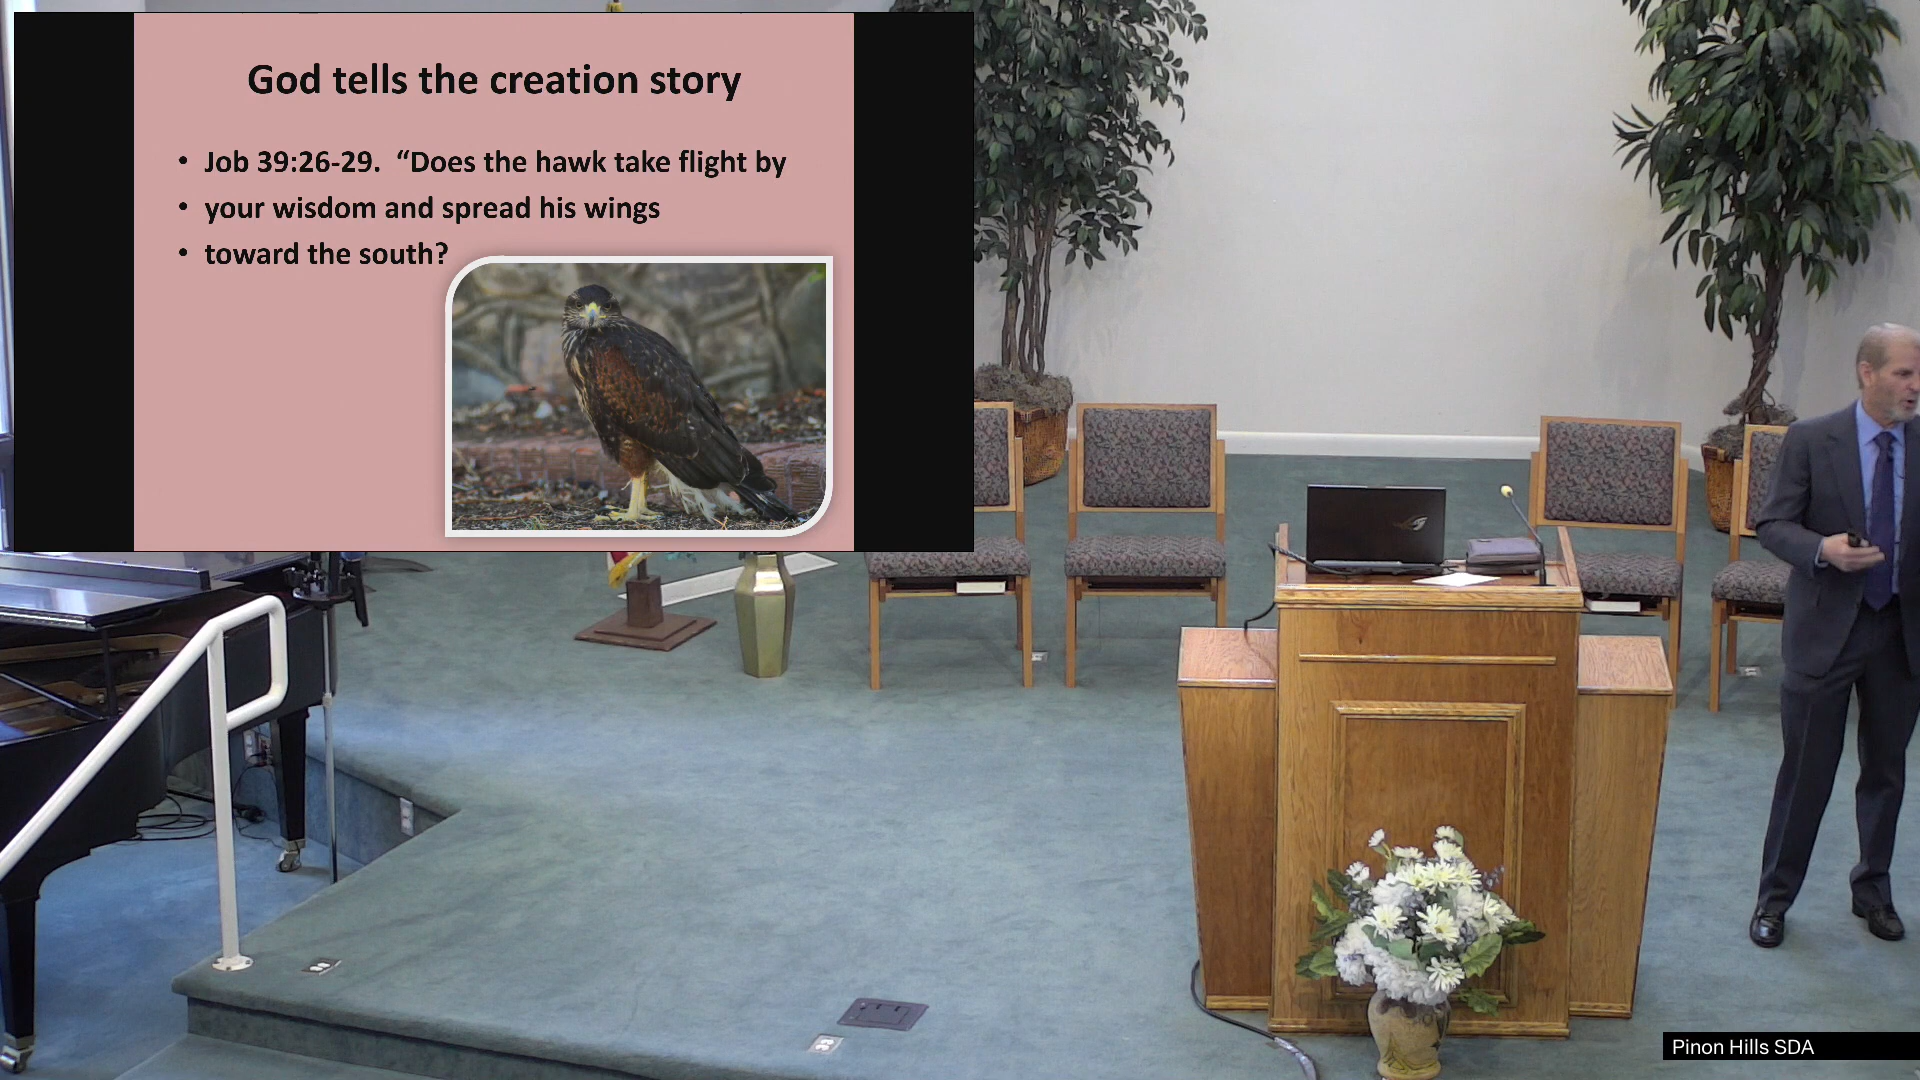 God tells the creation story
• Job 39:26-29. “Does the hawk take flight by
• your wisdom and spread his wings
• toward the south?
Pinon Hills SDA